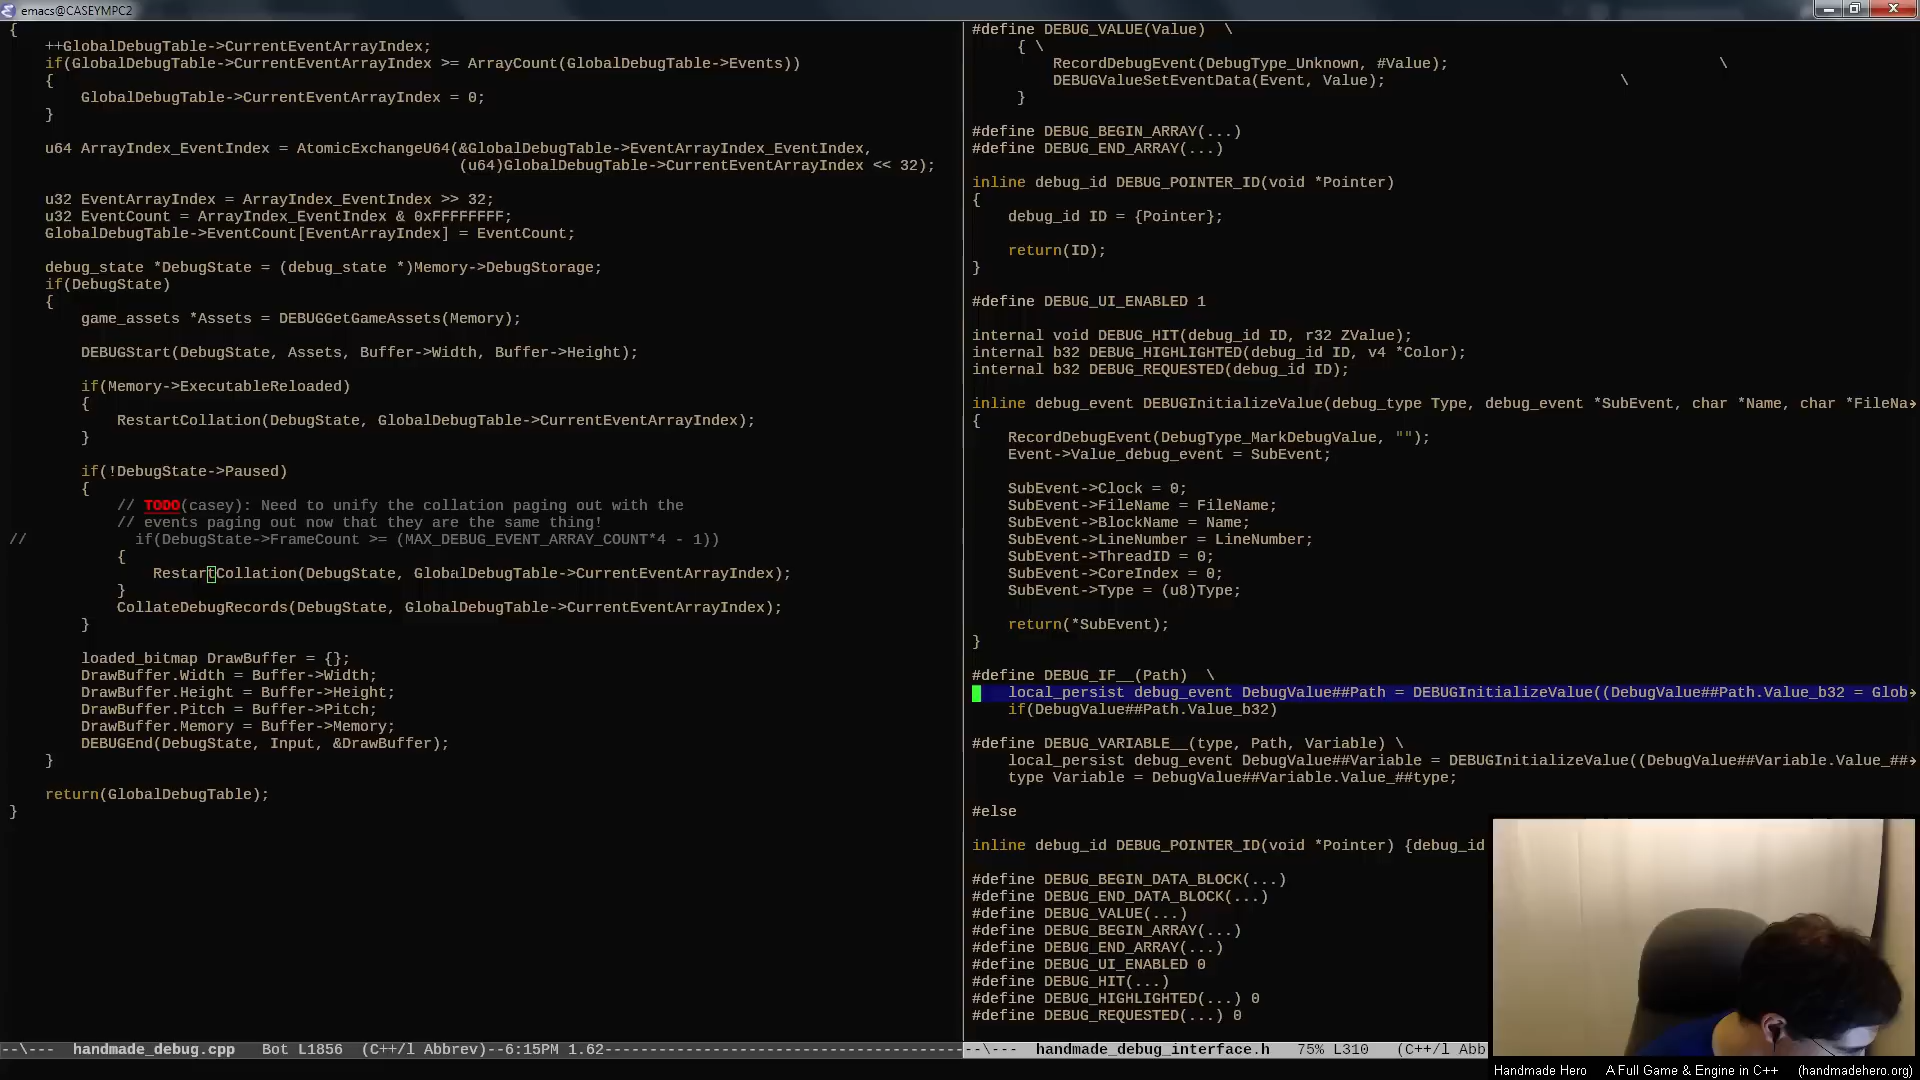 emacs@CASEYMPC2
{
++GlobalDebugTable->CurrentEventArrayIndex;
if(GlobalDebugTable->CurrentEventArrayIndex >= ArrayCount(GlobalDebugTable->Events))
{
GlobalDebugTable->CurrentEventArrayIndex = 0;
}
u64 ArrayIndex_EventIndex = AtomicExchangeU64(&GlobalDebugTable->EventArrayIndex_EventIndex,
(u64)GlobalDebugTable->CurrentEventArrayIndex << 32);
u32 EventArrayIndex = ArrayIndex_EventIndex >> 32;
u32 EventCount = ArrayIndex_EventIndex & 0xFFFFFFFF;
GlobalDebugTable->EventCount[EventArrayIndex] = EventCount;
debug_state *DebugState = (debug_state *)Memory->DebugStorage;
if(DebugState)
{
game_assets *Assets = DEBUGGetGameAssets(Memory);
DEBUGStart(DebugState, Assets, Buffer->Width, Buffer->Height);
if(Memory->ExecutableReloaded)
{
RestartCollation(DebugState, GlobalDebugTable->CurrentEventArrayIndex);
}
if(!DebugState->Paused)
{
// TODO(casey): Need to unify the collation paging out with the
// events paging out now that they are the same thing!
// if(DebugState->FrameCount >= (MAX_DEBUG_EVENT_ARRAY_COUNT*4 - 1))
{
RestartCollation(DebugState, GlobalDebugTable->CurrentEventArrayIndex);
}
CollateDebugRecords(DebugState, GlobalDebugTable->CurrentEventArrayIndex);
}
loaded_bitmap DrawBuffer = {};
DrawBuffer.Width = Buffer->Width;
DrawBuffer.Height = Buffer->Height;
DrawBuffer.Pitch = Buffer->Pitch;
DrawBuffer.Memory = Buffer->Memory;
DEBUGEnd(DebugState, Input, &DrawBuffer);
}
return(GlobalDebugTable);
}
--\--- handmade_debug.cpp Bot L1856 (C++/l Abbrev)--6:15PM 1.62----------------------------------------
#define DEBUG_VALUE(Value) \
{ \
RecordDebugEvent(DebugType_Unknown, #Value); \
DEBUGValueSetEventData(Event, Value); \
}
#define DEBUG_BEGIN_ARRAY(...)
#define DEBUG_END_ARRAY(...)
inline debug_id DEBUG_POINTER_ID(void *Pointer)
{
debug_id ID = {Pointer};
return(ID);
}
#define DEBUG_UI_ENABLED 1
internal void DEBUG_HIT(debug_id ID, r32 ZValue);
internal b32 DEBUG_HIGHLIGHTED(debug_id ID, v4 *Color);
internal b32 DEBUG_REQUESTED(debug_id ID);
inline debug_event DEBUGInitializeValue(debug_type Type, debug_event *SubEvent, char *Name, char *FileNa
{
RecordDebugEvent(DebugType_MarkDebugValue, "");
Event->Value_debug_event = SubEvent;
SubEvent->Clock = 0;
SubEvent->FileName = FileName;
SubEvent->BlockName = Name;
SubEvent->LineNumber = LineNumber;
SubEvent->ThreadID = 0;
SubEvent->CoreIndex = 0;
SubEvent->Type = (u8)Type;
return(*SubEvent);
}
#define DEBUG_IF__(Path) \
local_persist debug_event DebugValue##Path = DEBUGInitializeValue((DebugValue##Path.Value_b32 = Glob
if(DebugValue##Path.Value_b32)
#define DEBUG_VARIABLE__(type, Path, Variable) \
local_persist debug_event DebugValue##Variable = DEBUGInitializeValue((DebugValue##Variable.Value_##
type Variable = DebugValue##Variable.Value_##type;
#else
inline debug_id DEBUG_POINTER_ID(void *Pointer) {debug_id
#define DEBUG_BEGIN_DATA_BLOCK(...)
#define DEBUG_END_DATA_BLOCK(...)
#define DEBUG_VALUE(...)
#define DEBUG_BEGIN_ARRAY(...)
#define DEBUG_END_ARRAY(...)
#define DEBUG_UI_ENABLED 0
#define DEBUG_HIT(...)
#define DEBUG_HIGHLIGHTED(...) 0
#define DEBUG_REQUESTED(...) 0
--\--- handmade_debug_interface.h 75% L310 (C++/l Abb
Handmade Hero A Full Game & Engine in C++ (handmadehero.org)